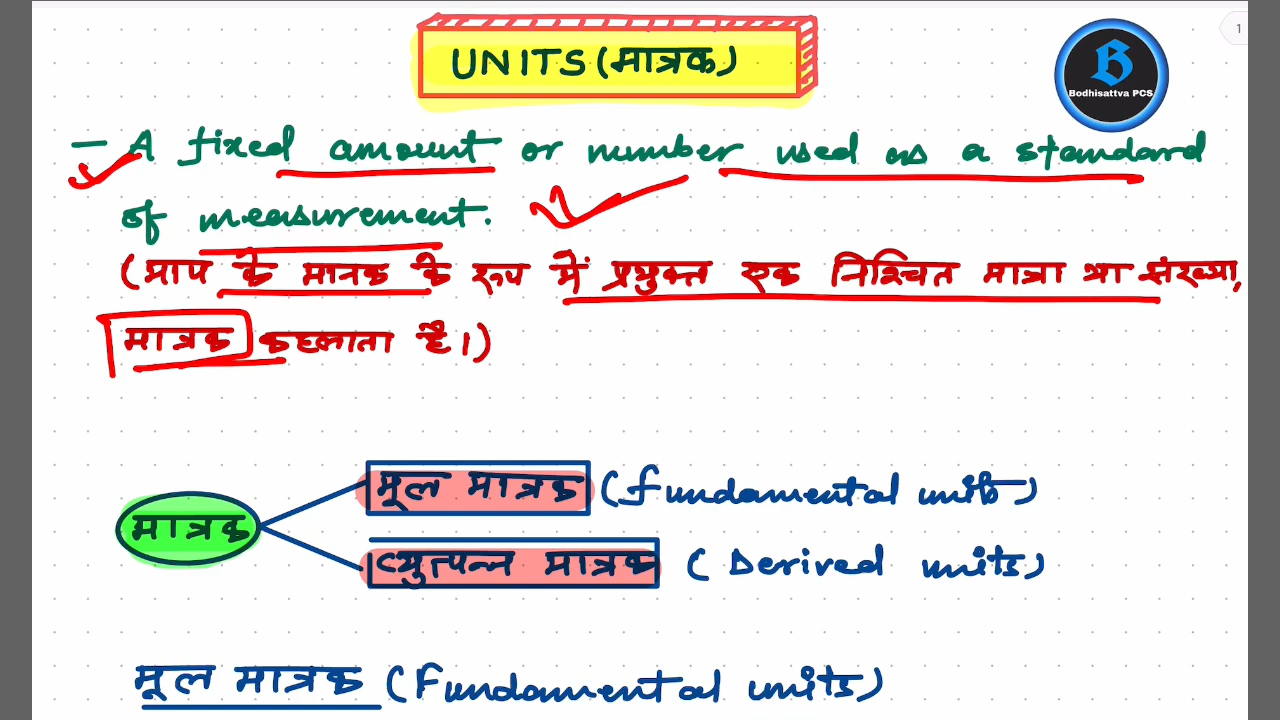 UNITS (मात्रक)
1
B
Bodhisattva PCS
– A fixed amount or number used as a standard
of measurement.
(माप के मानक के रूप में प्रयुक्त एक निश्चित मात्रा या संख्या,
मात्रक कहलाता है।)
मात्रक
मूल मात्रक (fundamental units)
व्युत्पन्न मात्रक (Derived units)
मूल मात्रक (Fundamental units)